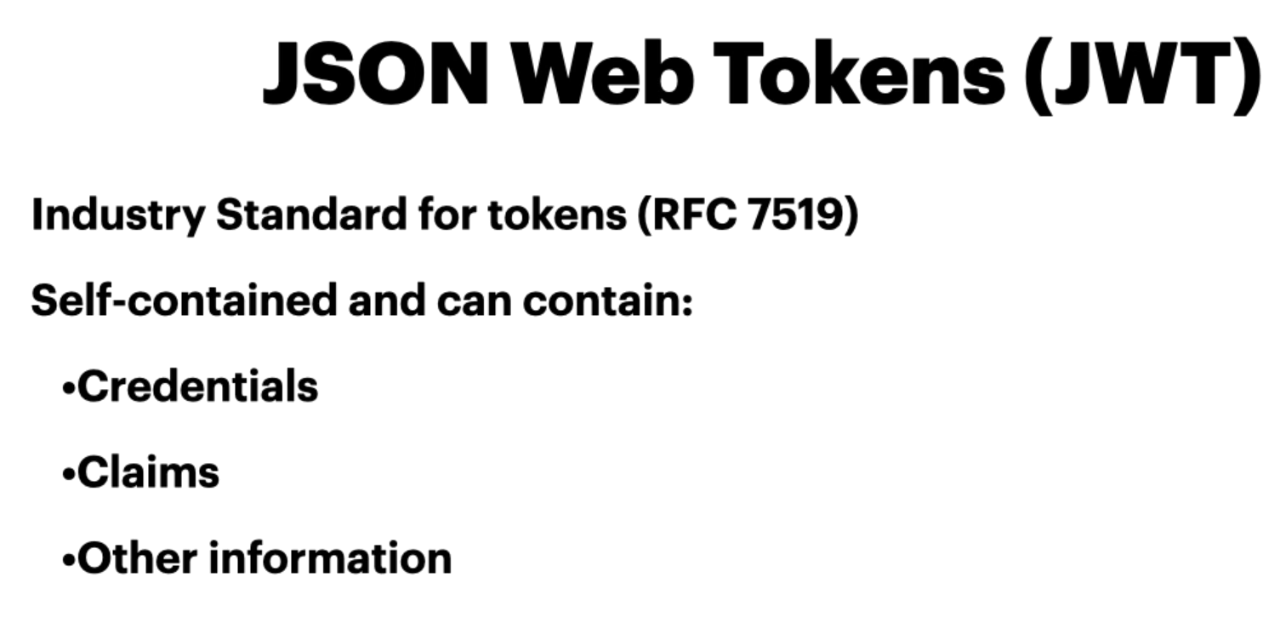 JSON Web Tokens (JWT)
Industry Standard for tokens (RFC 7519)
Self-contained and can contain:
•Credentials
•Claims
•Other information